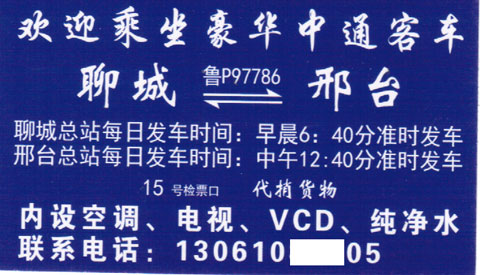 欢迎乘坐豪华中通客车
鲁P97786
聊城 ⇌ 邢台
聊城总站每日发车时间：早晨6：40分准时发车
邢台总站每日发车时间：中午12：40分准时发车
15 号检票口 代捎货物
内设空调、电视、VCD、纯净水
联系电话：130610 05